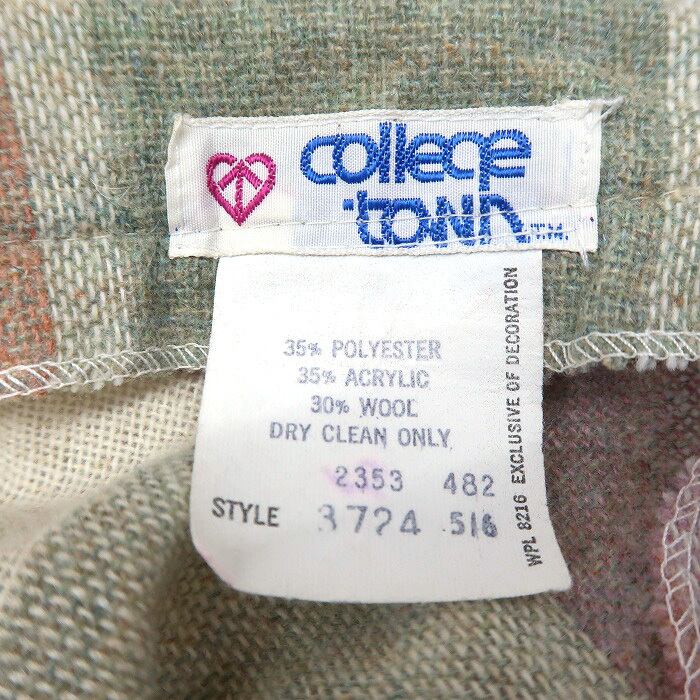 college
town T.M.
35% POLYESTER
35% ACRYLIC
30% WOOL
DRY CLEAN ONLY
2353 482
STYLE 3724 516
WPL 8216 EXCLUSIVE OF DECORATION